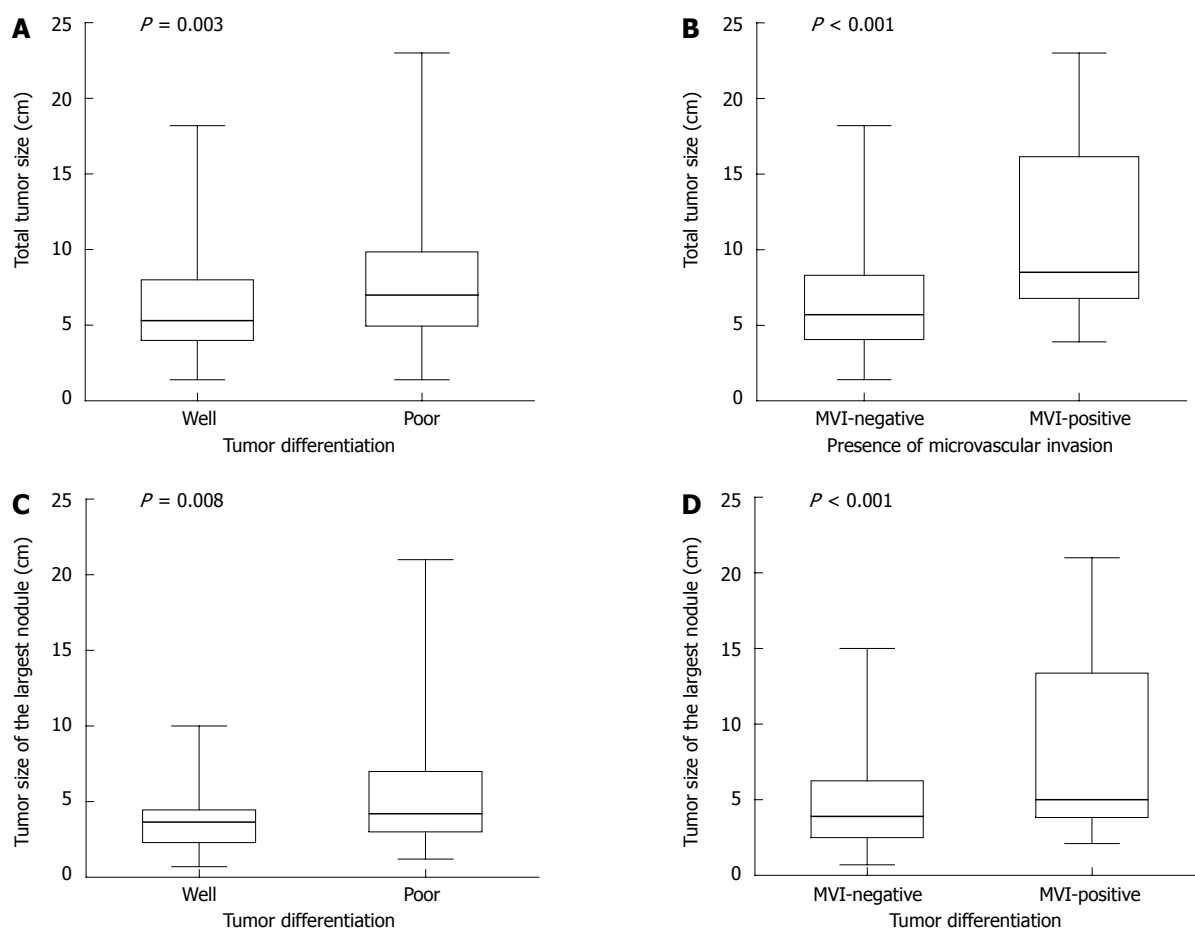 A
P = 0.003
Total tumor size (cm)
25
20
15
10
5
0
Well
Poor
Tumor differentiation
B
P < 0.001
Total tumor size (cm)
25
20
15
10
5
0
MVI-negative
MVI-positive
Presence of microvascular invasion
C
P = 0.008
Tumor size of the largest nodule (cm)
25
20
15
10
5
0
Well
Poor
Tumor differentiation
D
P < 0.001
Tumor size of the largest nodule (cm)
25
20
15
10
5
0
MVI-negative
MVI-positive
Tumor differentiation